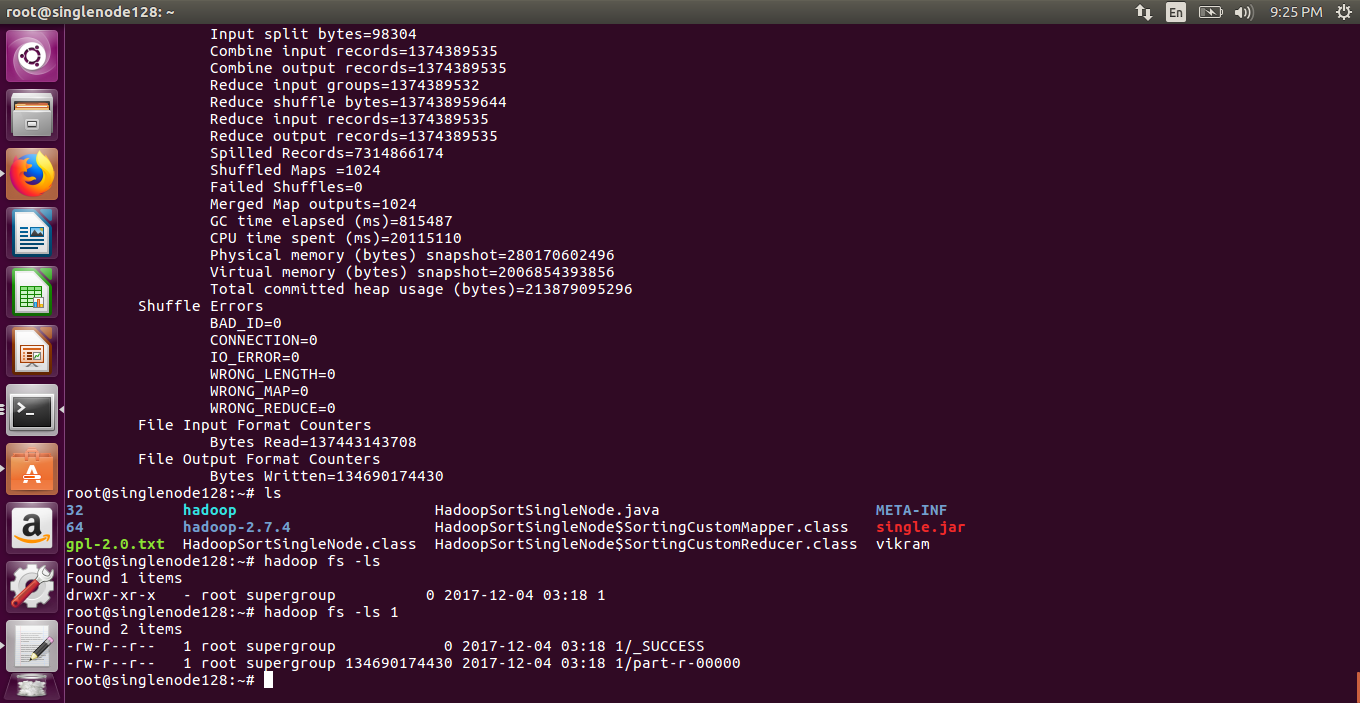 root@singlenode128: ~
En
9:25 PM
Input split bytes=98304
Combine input records=1374389535
Combine output records=1374389535
Reduce input groups=1374389532
Reduce shuffle bytes=137438959644
Reduce input records=1374389535
Reduce output records=1374389535
Spilled Records=7314866174
Shuffled Maps =1024
Failed Shuffles=0
Merged Map outputs=1024
GC time elapsed (ms)=815487
CPU time spent (ms)=20115110
Physical memory (bytes) snapshot=280170602496
Virtual memory (bytes) snapshot=2006854393856
Total committed heap usage (bytes)=213879095296
Shuffle Errors
BAD_ID=0
CONNECTION=0
IO_ERROR=0
WRONG_LENGTH=0
WRONG_MAP=0
WRONG_REDUCE=0
File Input Format Counters
Bytes Read=137443143708
File Output Format Counters
Bytes Written=134690174430
root@singlenode128:~# ls
32 hadoop HadoopSortSingleNode.java META-INF
64 hadoop-2.7.4 HadoopSortSingleNode$SortingCustomMapper.class single.jar
gpl-2.0.txt HadoopSortSingleNode.class HadoopSortSingleNode$SortingCustomReducer.class vikram
root@singlenode128:~# hadoop fs -ls
Found 1 items
drwxr-xr-x - root supergroup 0 2017-12-04 03:18 1
root@singlenode128:~# hadoop fs -ls 1
Found 2 items
-rw-r--r-- 1 root supergroup 0 2017-12-04 03:18 1/_SUCCESS
-rw-r--r-- 1 root supergroup 134690174430 2017-12-04 03:18 1/part-r-00000
root@singlenode128:~#